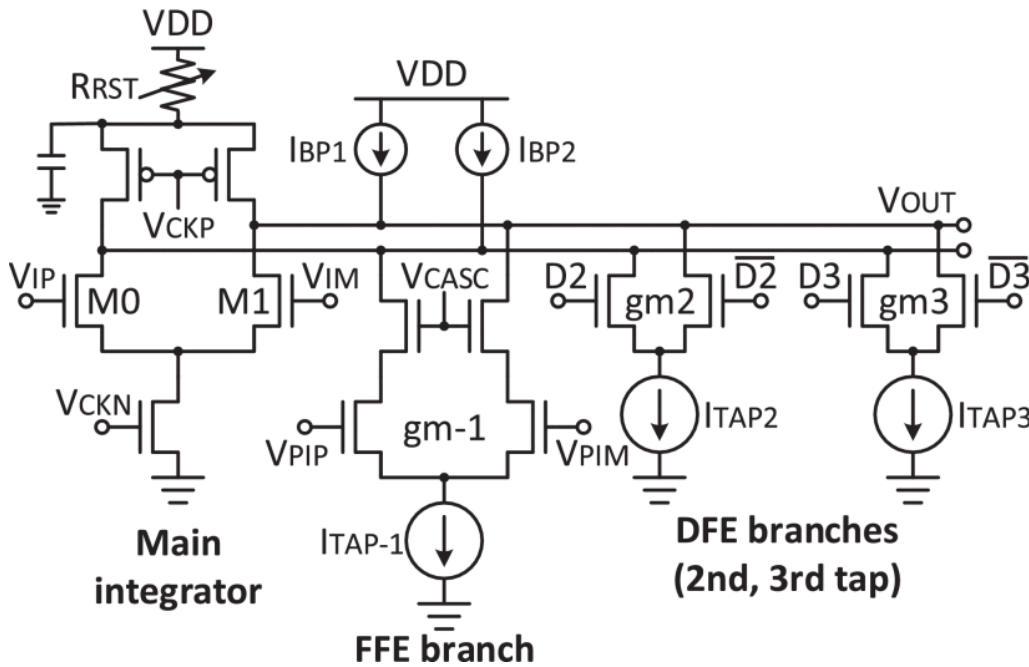 VDD
RRST
VDD
IBP1
IBP2
VCKP
VOUT
VIP
M0
M1
VIM
VCASC
D2
gm2
D2
D3
gm3
D3
VCKN
VPIP
gm-1
VPIM
ITAP2
ITAP3
ITAP-1
Main
integrator
DFE branches
(2nd, 3rd tap)
FFE branch